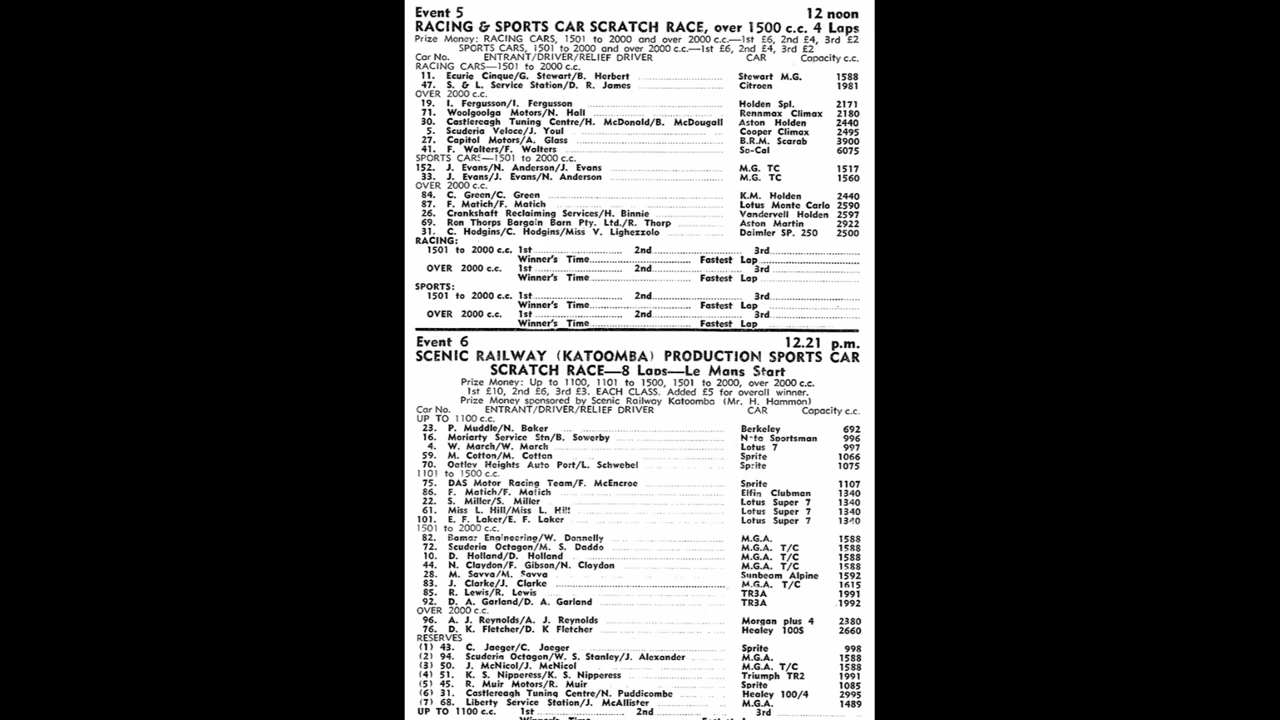 Event 5 12 noon
RACING & SPORTS CAR SCRATCH RACE, over 1500 c.c. 4 Laps
Prize Money: RACING CARS, 1501 to 2000 and over 2000 c.c.—1st £6, 2nd £4, 3rd £2
SPORTS CARS, 1501 to 2000 and over 2000 c.c.—1st £6, 2nd £4, 3rd £2
Car No. ENTRANT/DRIVER/RELIEF DRIVER CAR Capacity c.c.
RACING CARS—1501 to 2000 c.c.
11. Ecurie Cinque/G. Stewart/B. Herbert Stewart M.G. 1588
47. S. & L. Service Station/D. R. James Citroen 1981
OVER 2000 c.c.
19. I. Fergusson/I. Fergusson Holden Spl. 2171
71. Woolgoolga Motors/N. Hall Rennmax Climax 2180
30. Castlereagh Tuning Centre/H. McDonald/B. McDougall Aston Holden 2440
5. Scuderia Veloce/J. Youl Cooper Climax 2495
27. Capitol Motors/A. Glass B.R.M. Scarab 3900
41. F. Walters/F. Walters So-Cal 6075
SPORTS CARS—1501 to 2000 c.c.
152. J. Evans/N. Anderson/J. Evans M.G. TC 1517
33. J. Evans/J. Evans/N. Anderson M.G. TC 1560
OVER 2000 c.c.
84. C. Green/C. Green K.M. Holden 2440
87. F. Matich/F. Matich Lotus Monte Carlo 2590
26. Crankshaft Reclaiming Services/H. Binnie Vandervell Holden 2597
69. Ron Thorps Bargain Barn Pty. Ltd./R. Thorp Aston Martin 2922
31. C. Hodgins/C. Hodgins/Miss V. Lighezzolo Daimler SP. 250 2500
RACING:
1501 to 2000 c.c. 1st 2nd 3rd
Winner's Time Fastest Lap
OVER 2000 c.c. 1st 2nd 3rd
Winner's Time Fastest Lap
SPORTS:
1501 to 2000 c.c. 1st 2nd 3rd
Winner's Time Fastest Lap
OVER 2000 c.c. 1st 2nd 3rd
Winner's Time Fastest Lap
Event 6 12.21 p.m.
SCENIC RAILWAY (KATOOMBA) PRODUCTION SPORTS CAR
SCRATCH RACE—8 Laps—Le Mans Start
Prize Money: Up to 1100, 1101 to 1500, 1501 to 2000, over 2000 c.c.
1st £10, 2nd £6, 3rd £3. EACH CLASS. Added £5 for overall winner.
Prize Money sponsored by Scenic Railway Katoomba (Mr. H. Hammon)
Car No. ENTRANT/DRIVER/RELIEF DRIVER CAR Capacity c.c.
UP TO 1100 c.c.
23. P. Muddle/N. Baker Berkeley 692
16. Moriarty Service Stn/B. Sowerby Nota Sportsman 996
4. W. March/W. March Lotus 7 997
59. M. Cotton/M. Cotton Sprite 1066
70. Oatley Heights Auto Port/L. Schwebel Sprite 1075
1101 to 1500 c.c.
75. DAS Motor Racing Team/F. McEncroe Sprite 1107
86. F. Matich/F. Matich Elfin Clubman 1340
22. S. Miller/S. Miller Lotus Super 7 1340
61. Miss L. Hill/Miss L. Hill Lotus Super 7 1340
101. E. F. Laker/E. F. Laker Lotus Super 7 1340
1501 to 2000 c.c.
82. Bamar Engineering/W. Donnelly M.G.A. 1588
72. Scuderia Octagon/M. S. Daddo M.G.A. T/C 1588
10. D. Holland/D. Holland M.G.A. T/C 1588
44. N. Claydon/F. Gibson/N. Claydon M.G.A. T/C 1588
28. M. Savva/M. Savva Sunbeam Alpine 1592
83. J. Clarke/J. Clarke M.G.A. T/C 1615
85. R. Lewis/R. Lewis TR3A 1991
92. D. A. Garland/D. A. Garland TR3A 1992
OVER 2000 c.c.
96. A. J. Reynolds/A. J. Reynolds Morgan plus 4 2380
76. D. K. Fletcher/D. K Fletcher Healey 100S 2660
RESERVES
(1) 43. C. Jaeger/C. Jaeger Sprite 998
(2) 94. Scuderia Octagon/W. S. Stanley/J. Alexander M.G.A. 1588
(3) 50. J. McNicol/J. McNicol M.G.A. T/C 1588
(4) 51. K. S. Nipperess/K. S. Nipperess Triumph TR2 1991
(5) 45. R. Muir Motors/R. Muir Sprite 1085
(6) 31. Castlereagh Tuning Centre/N. Puddicombe Healey 100/4 2995
(7) 68. Liberty Service Station/J. McAllister M.G.A. 1489
UP TO 1100 c.c. 1st 2nd 3rd